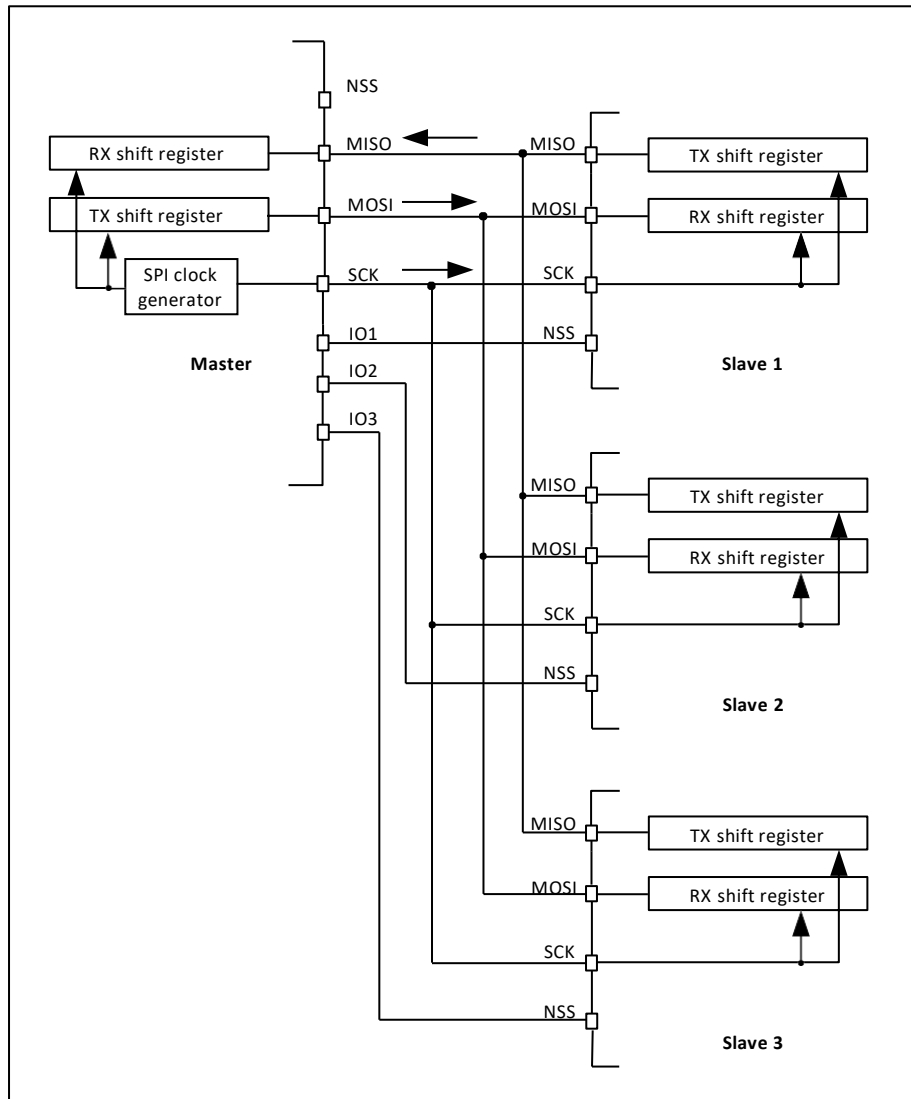 NSS
RX shift register
MISO
MISO
TX shift register
TX shift register
MOSI
MOSI
RX shift register
SPI clock
generator
SCK
SCK
IO1
NSS
Master
Slave 1
IO2
IO3
MISO
TX shift register
MOSI
RX shift register
SCK
NSS
Slave 2
MISO
TX shift register
MOSI
RX shift register
SCK
NSS
Slave 3